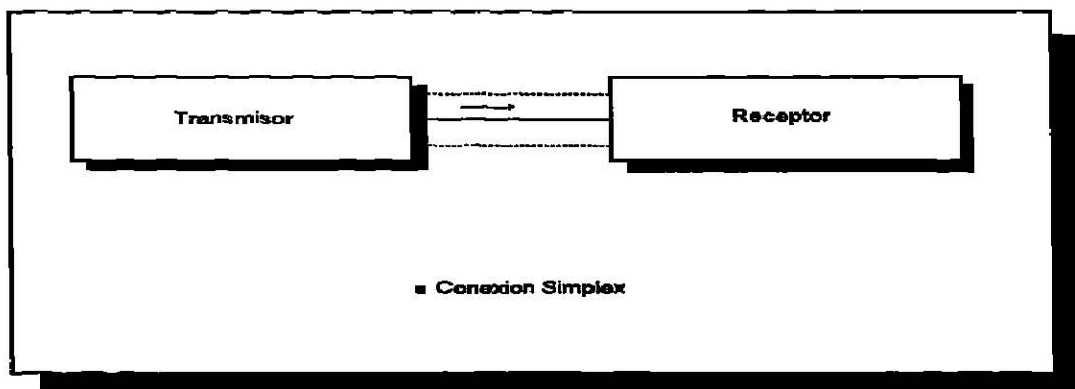 Transmisor
Receptor
■ Conexion Simplex